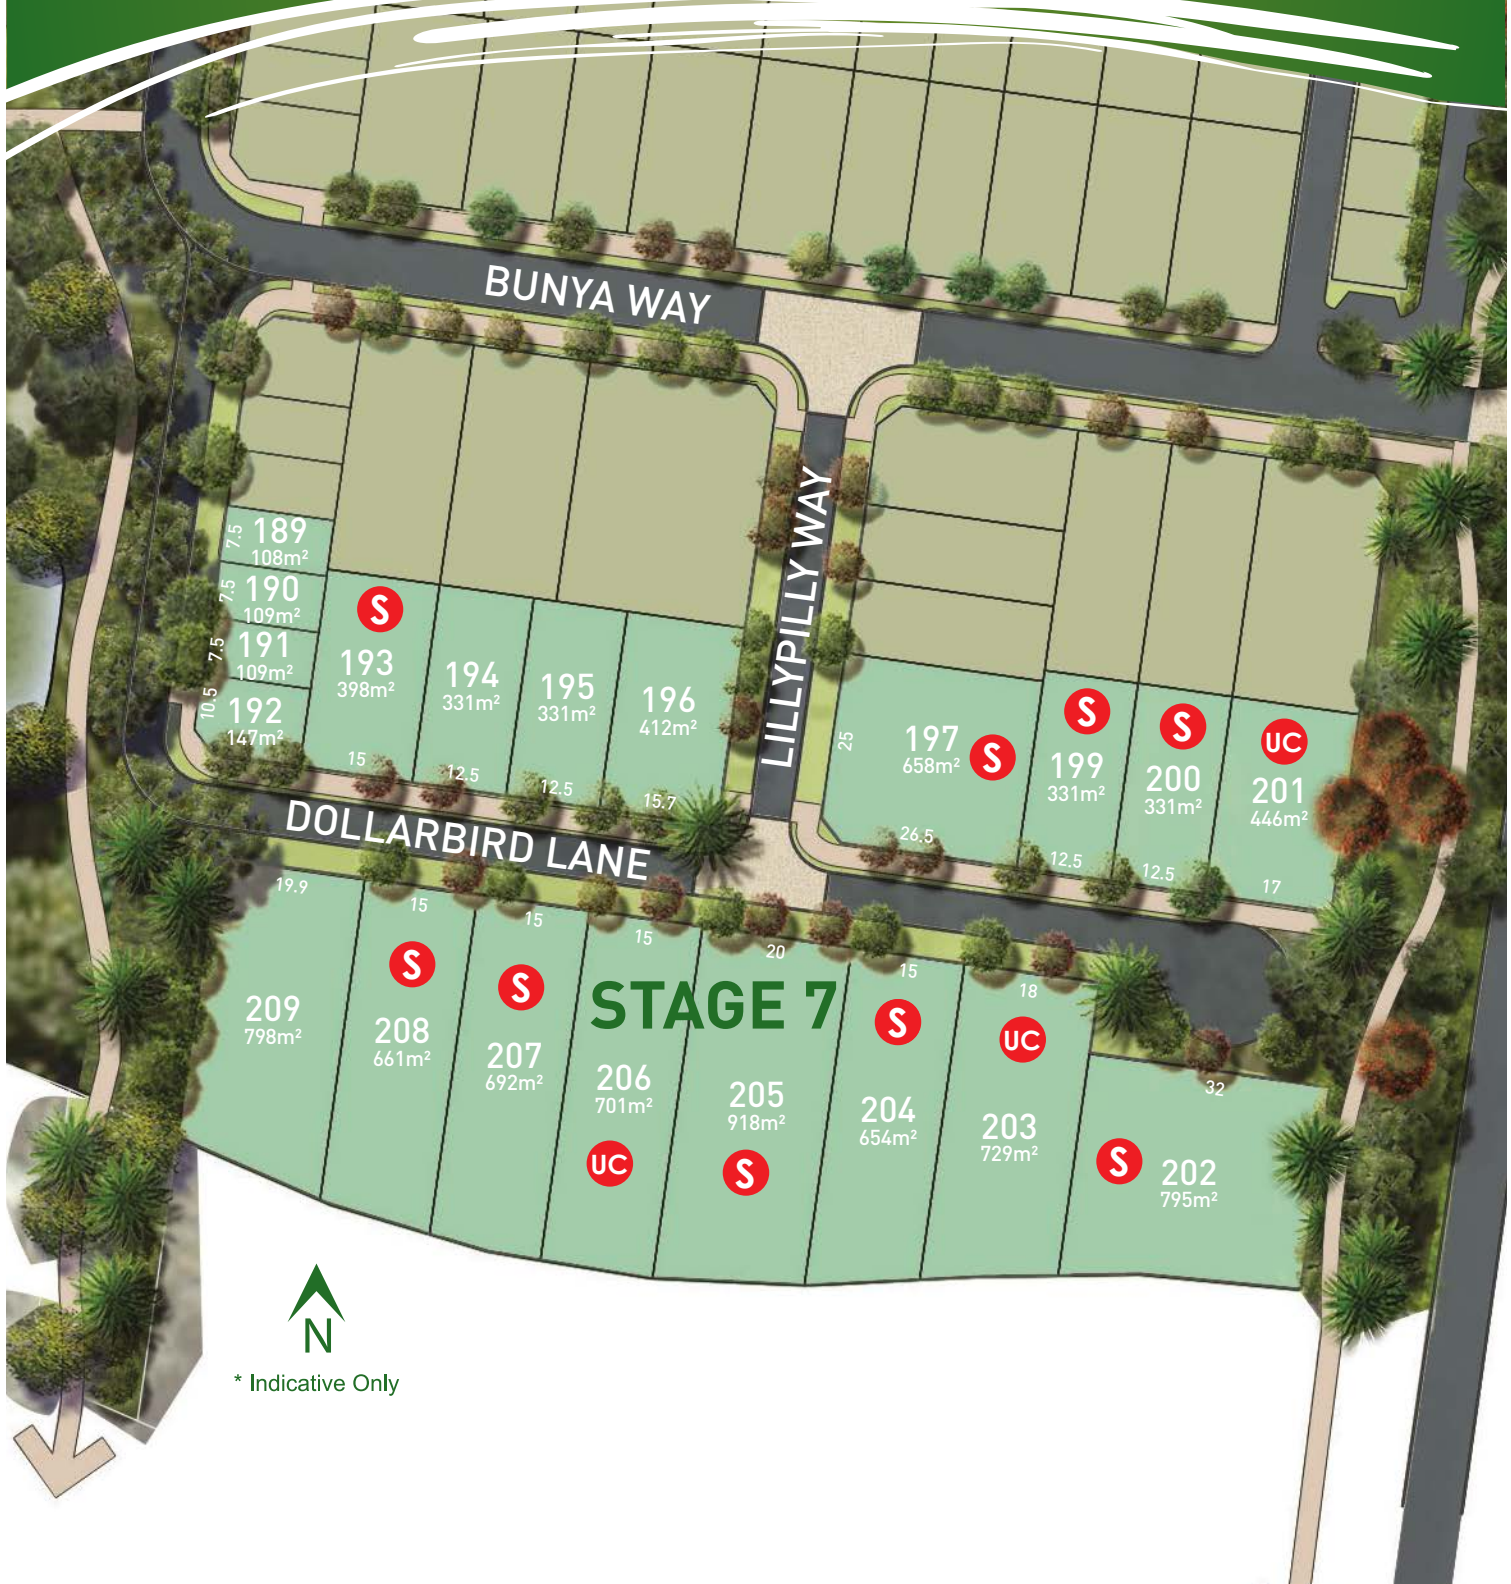 BUNYA WAY
LILLYPILLY WAY
7.5
189
108m²
7.5
190
109m²
7.5
191
109m²
10.5
192
147m²
S
193
398m²
15
194
331m²
12.5
195
331m²
12.5
196
412m²
15.7
25
197
658m²
S
26.5
S
199
331m²
12.5
S
200
331m²
12.5
UC
201
446m²
17
DOLLARBIRD LANE
19.9
209
798m²
15
S
208
661m²
15
S
207
692m²
15
STAGE 7
206
701m²
UC
20
205
918m²
S
15
S
204
654m²
18
UC
203
729m²
32
S
202
795m²
N
* Indicative Only